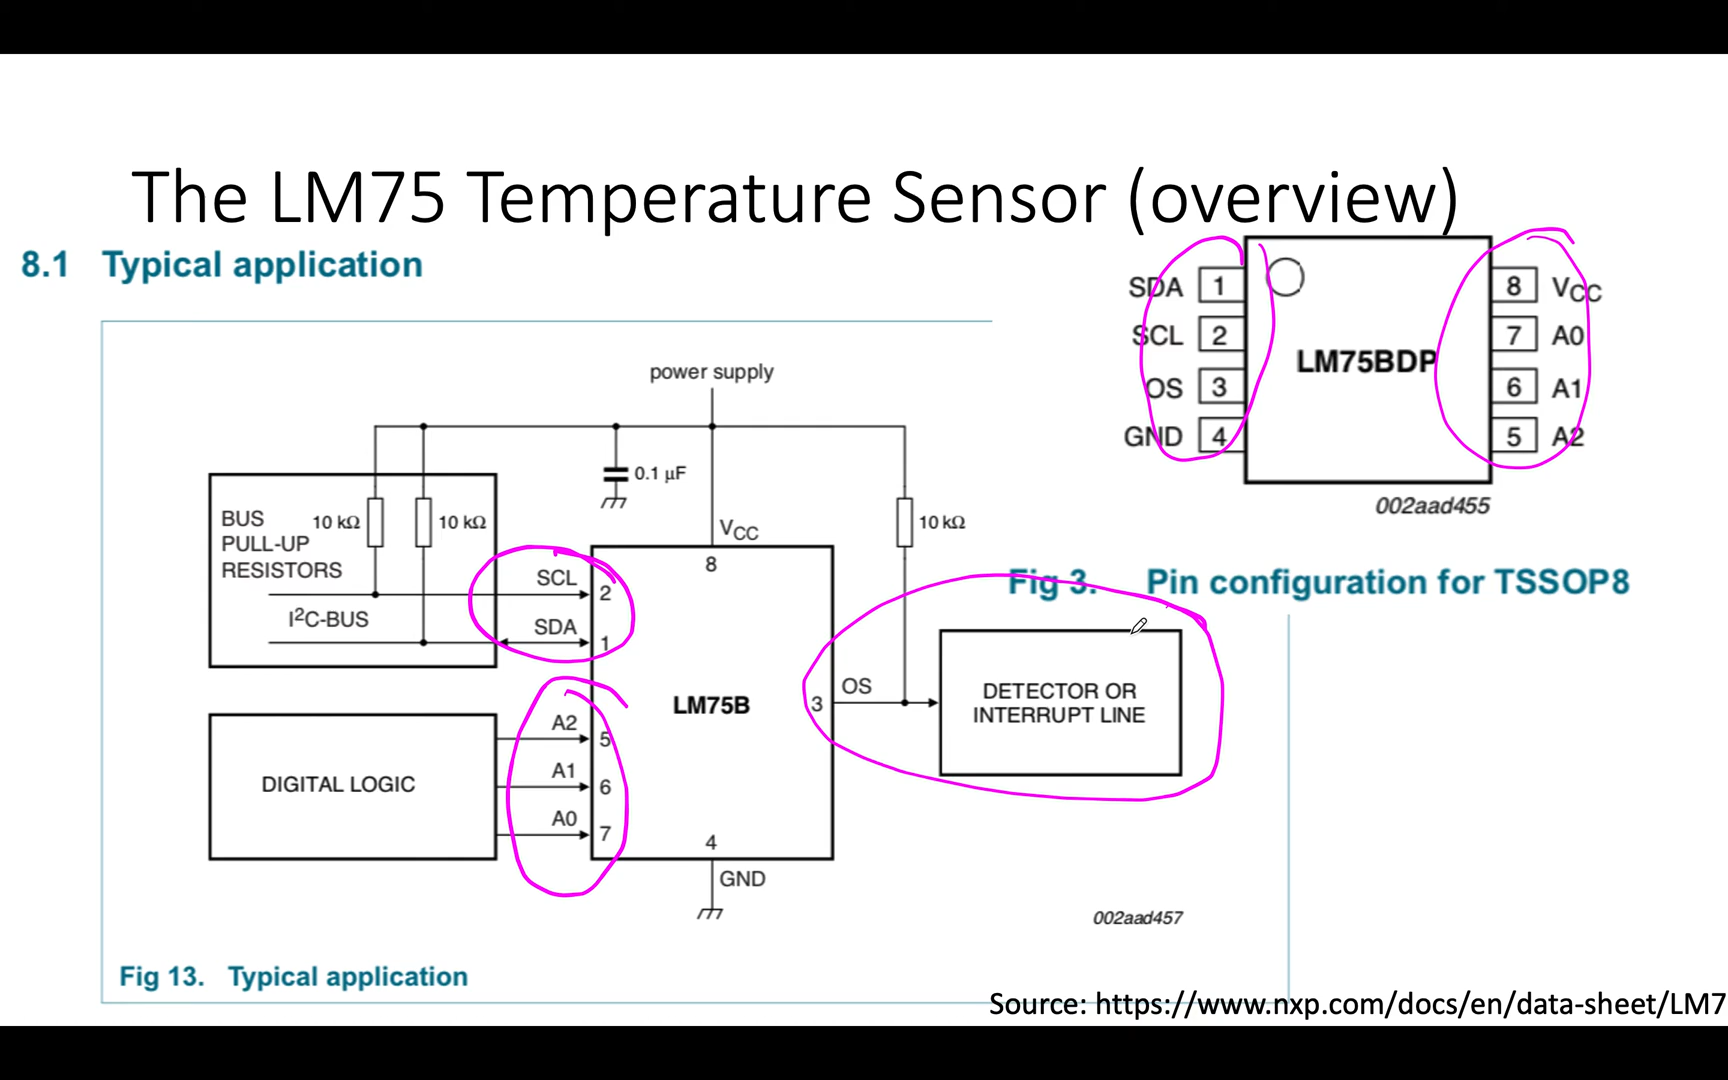 The LM75 Temperature Sensor (overview)
8.1 Typical application
SDA 1
SCL 2
OS 3
GND 4
LM75BDP
8 VCC
7 A0
6 A1
5 A2
002aad455
Fig 3. Pin configuration for TSSOP8
power supply
0.1 μF
BUS
PULL-UP
RESISTORS
10 kΩ
10 kΩ
10 kΩ
VCC
8
SCL
2
I²C-BUS
SDA
1
LM75B
3
OS
DETECTOR OR
INTERRUPT LINE
DIGITAL LOGIC
A2
5
A1
6
A0
7
4
GND
002aad457
Fig 13. Typical application
Source: https://www.nxp.com/docs/en/data-sheet/LM7